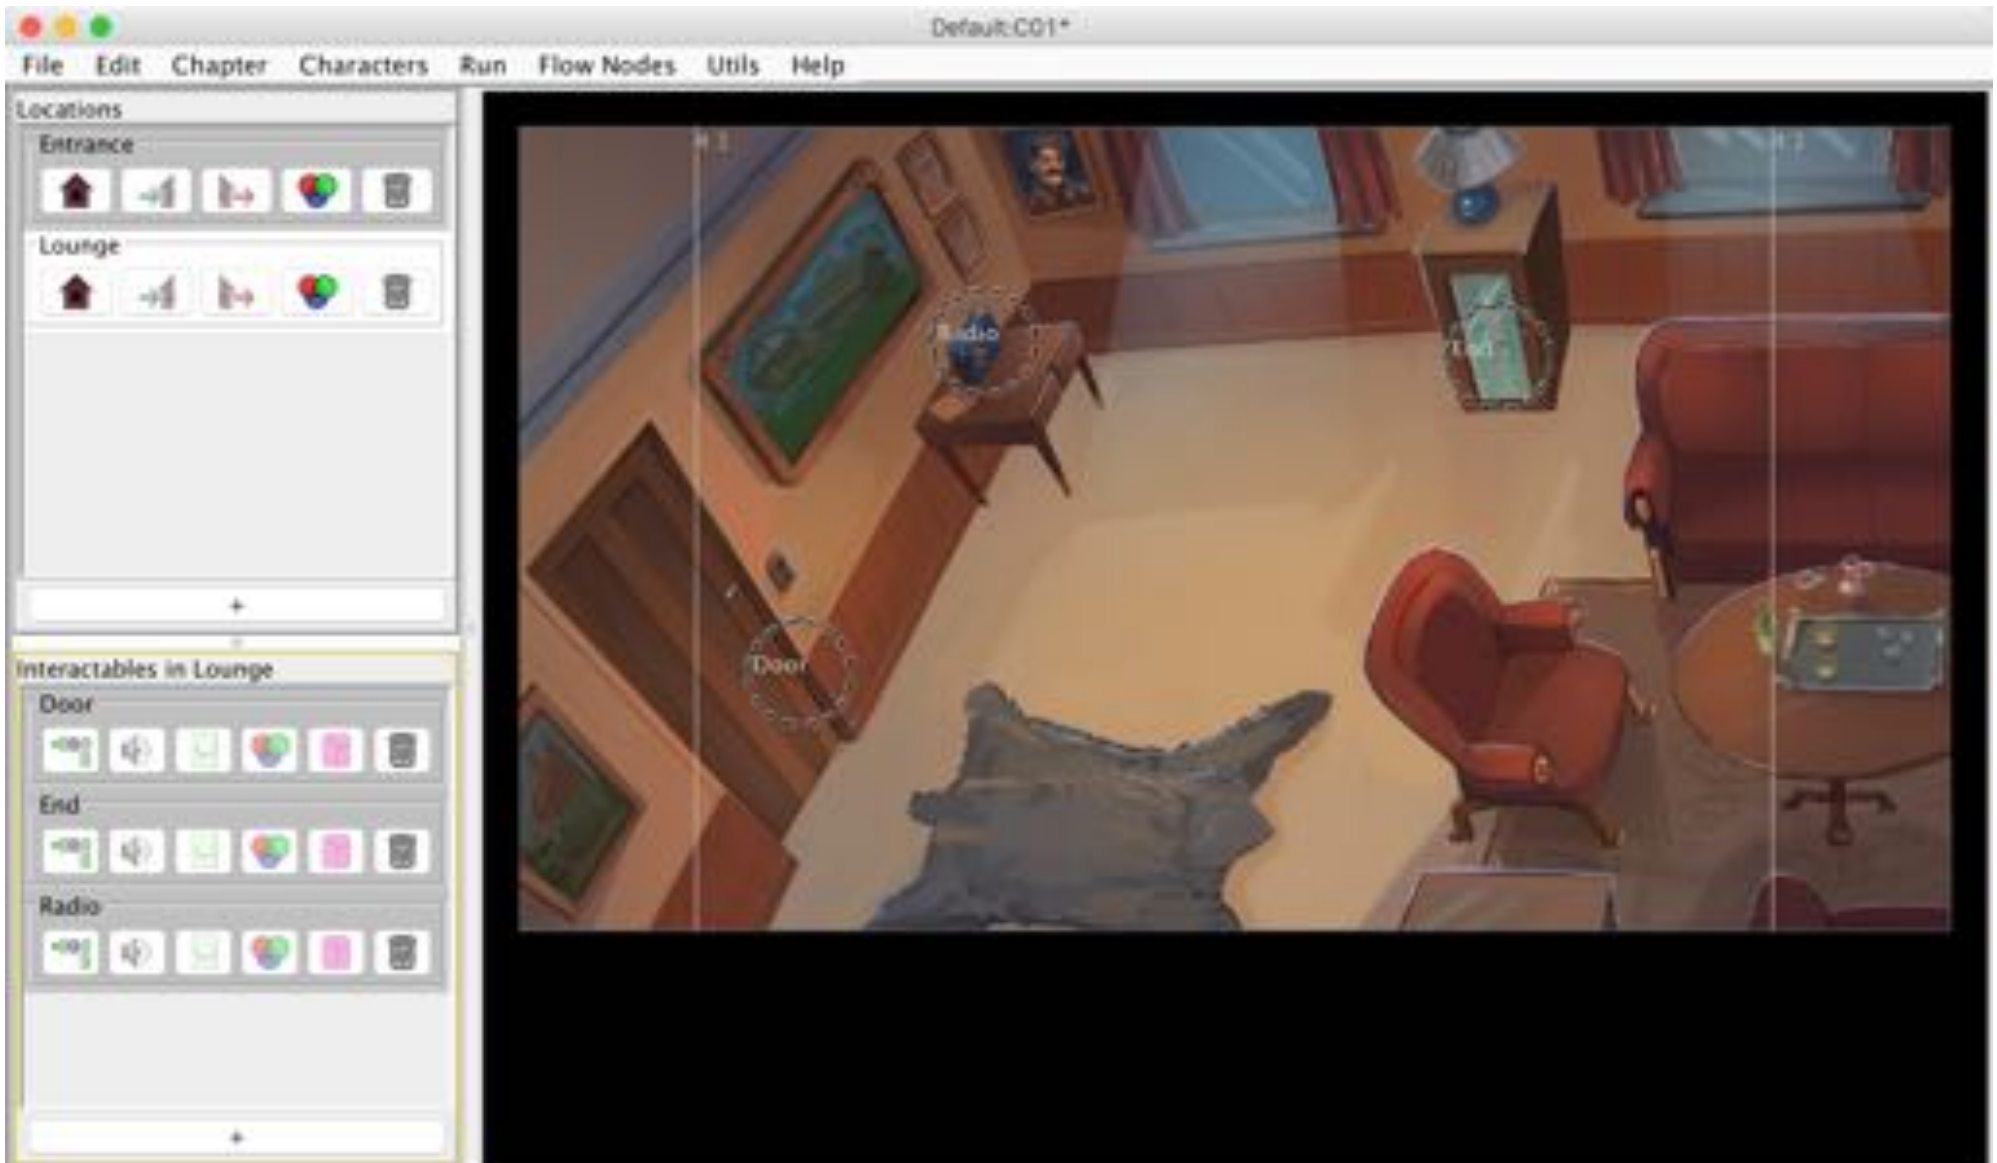 Default:C01*
File Edit Chapter Characters Run Flow Nodes Utils Help
Locations
Entrance
Lounge
+
Interactables in Lounge
Door
End
Radio
+
Radio
End
Door